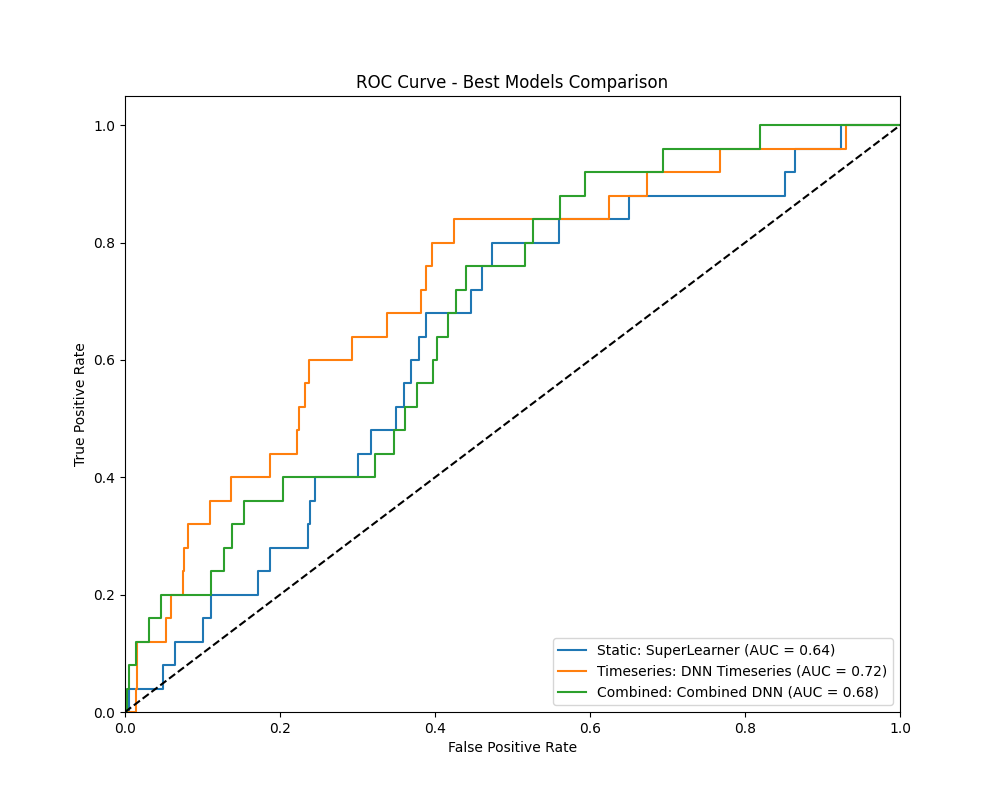 ROC Curve - Best Models Comparison
1.0
0.8
0.6
0.4
0.2
0.0
True Positive Rate
0.0 0.2 0.4 0.6 0.8 1.0
False Positive Rate
Static: SuperLearner (AUC = 0.64)
Timeseries: DNN Timeseries (AUC = 0.72)
Combined: Combined DNN (AUC = 0.68)